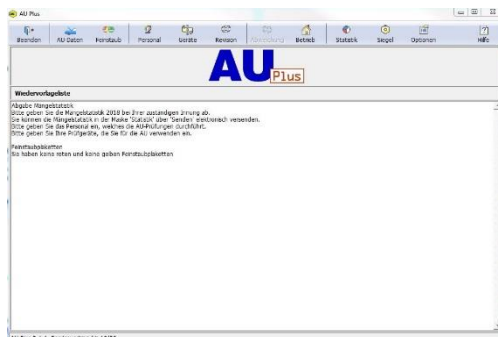 AU Plus
Beenden AU-Daten Feinstaub Personal Geräte Revision Betrieb Statistik Siegel Optionen Hilfe
AU Plus
Wiedervorlageliste
Abgabe Mängelstatistik
Bitte geben Sie die Mängelstatistik 2018 bei Ihrer zuständigen Innung ab.
Sie können die Mängelstatistik in der Maske 'Statistik' über 'Senden' elektronisch versenden.
Bitte geben Sie das Personal ein, welches die AU-Prüfungen durchführt.
Bitte geben Sie Ihre Prüfgeräte, die Sie für die AU verwenden ein.
Feinstaubplaketten
Sie haben keine roten und keine gelben Feinstaubplaketten